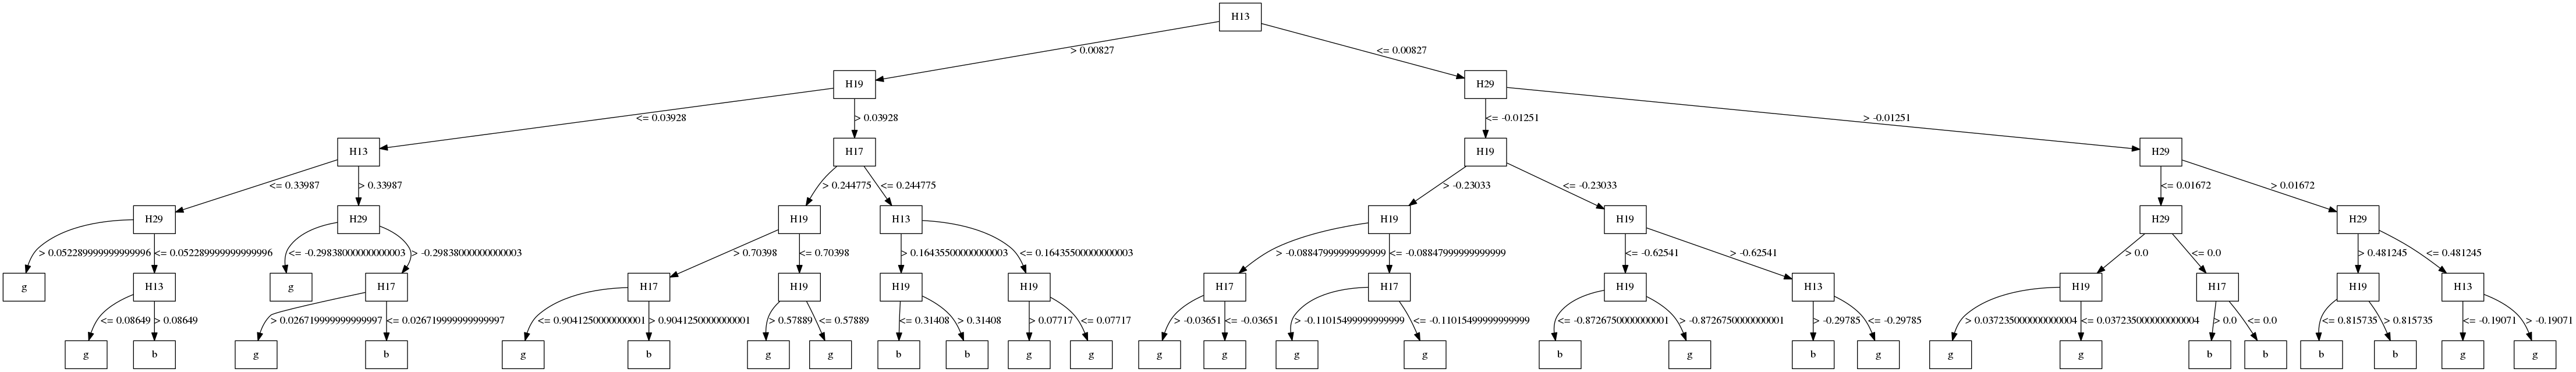 H13
> 0.00827
<= 0.00827
H19
H29
<= 0.03928
> 0.03928
<= -0.01251
> -0.01251
H13
H17
H19
H29
<= 0.33987
> 0.33987
> 0.244775
<= 0.244775
> -0.23033
<= -0.23033
<= 0.01672
> 0.01672
H29
H29
H19
H13
H19
H19
H29
H29
> 0.052289999999999996
<= 0.052289999999999996
<= -0.29838000000000003
> -0.29838000000000003
> 0.70398
<= 0.70398
> 0.16435500000000003
<= 0.16435500000000003
> -0.08847999999999999
<= -0.08847999999999999
<= -0.62541
> -0.62541
> 0.0
<= 0.0
> 0.481245
<= 0.481245
g
H13
g
H17
H17
H19
H19
H19
H17
H17
H19
H13
H19
H17
H19
H13
<= 0.08649
> 0.08649
> 0.026719999999999997
<= 0.026719999999999997
<= 0.9041250000000001
> 0.9041250000000001
> 0.57889
<= 0.57889
<= 0.31408
> 0.31408
> 0.07717
<= 0.07717
> -0.03651
<= -0.03651
> -0.11015499999999999
<= -0.11015499999999999
<= -0.8726750000000001
> -0.8726750000000001
> -0.29785
<= -0.29785
> 0.037235000000000004
<= 0.037235000000000004
> 0.0
<= 0.0
<= 0.815735
> 0.815735
<= -0.19071
> -0.19071
g
b
g
b
g
b
g
g
b
b
g
g
g
g
g
g
b
g
b
g
g
g
b
b
b
b
g
g